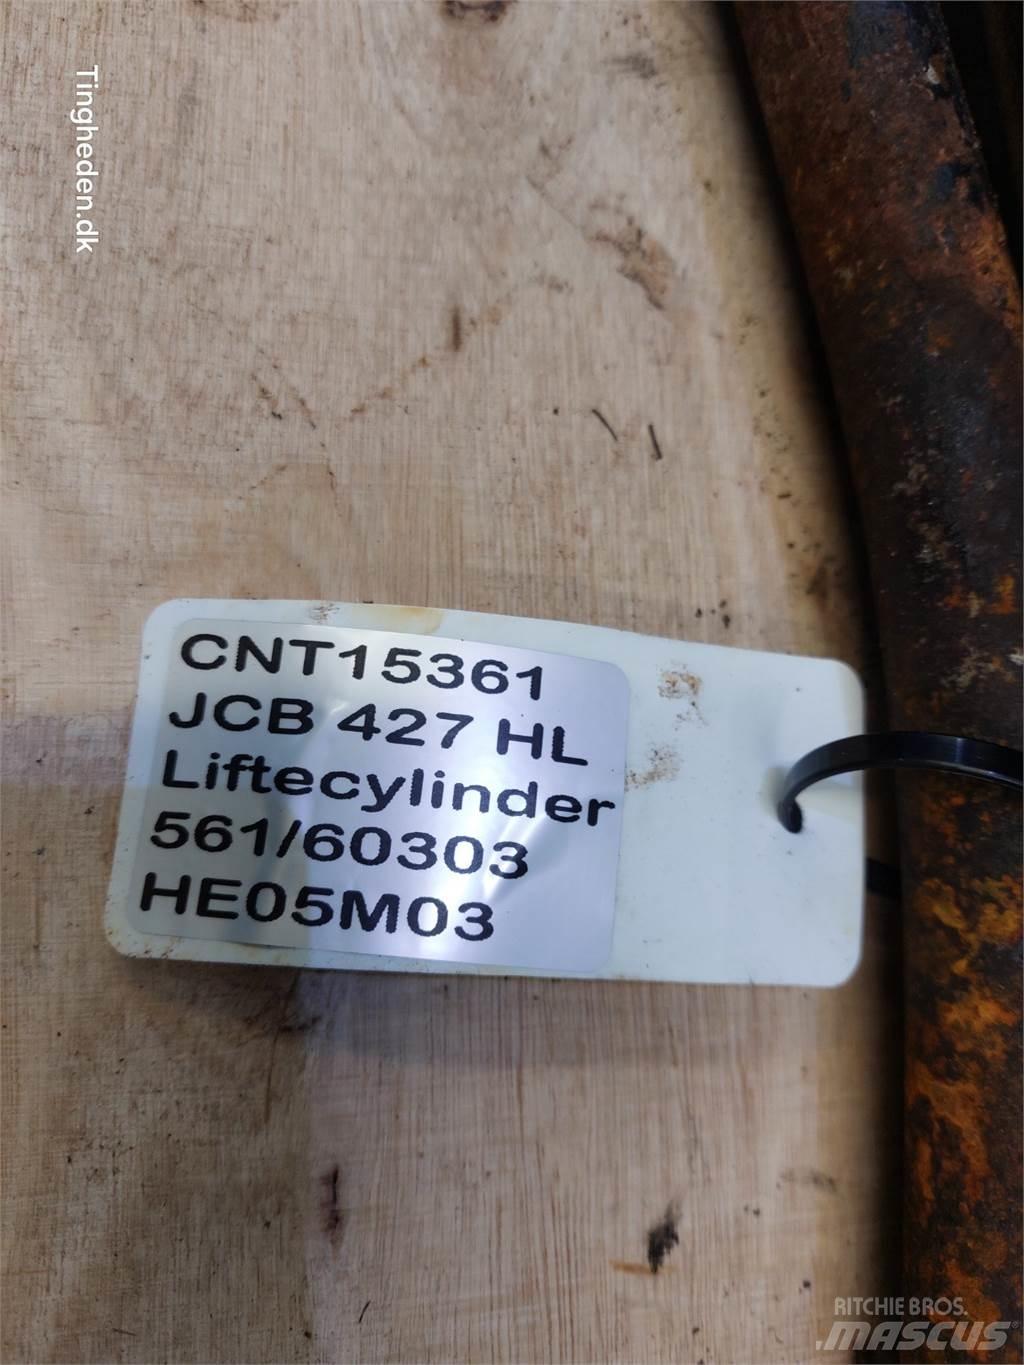 Tingheden.dk
CNT15361
JCB 427 HL
Liftecylinder
561/60303
HE05M03
RITCHIE BROS.
MASCUS